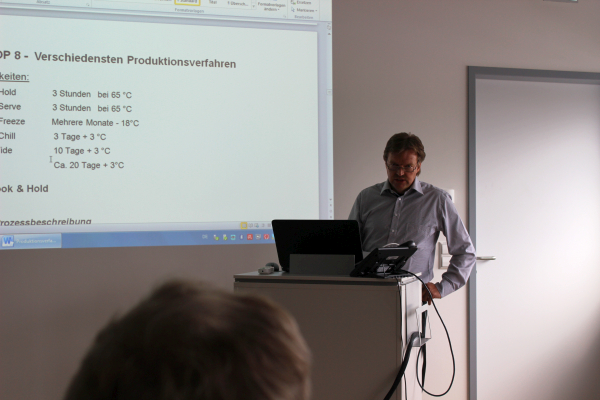 OP 8 - Verschiedensten Produktionsverfahren
keiten:
Hold 3 Stunden bei 65 °C
Serve 3 Stunden bei 65 °C
Freeze Mehrere Monate - 18°C
Chill 3 Tage + 3 °C
ide 10 Tage + 3 °C
Ca. 20 Tage + 3°C
ook & Hold
rozessbeschreibung